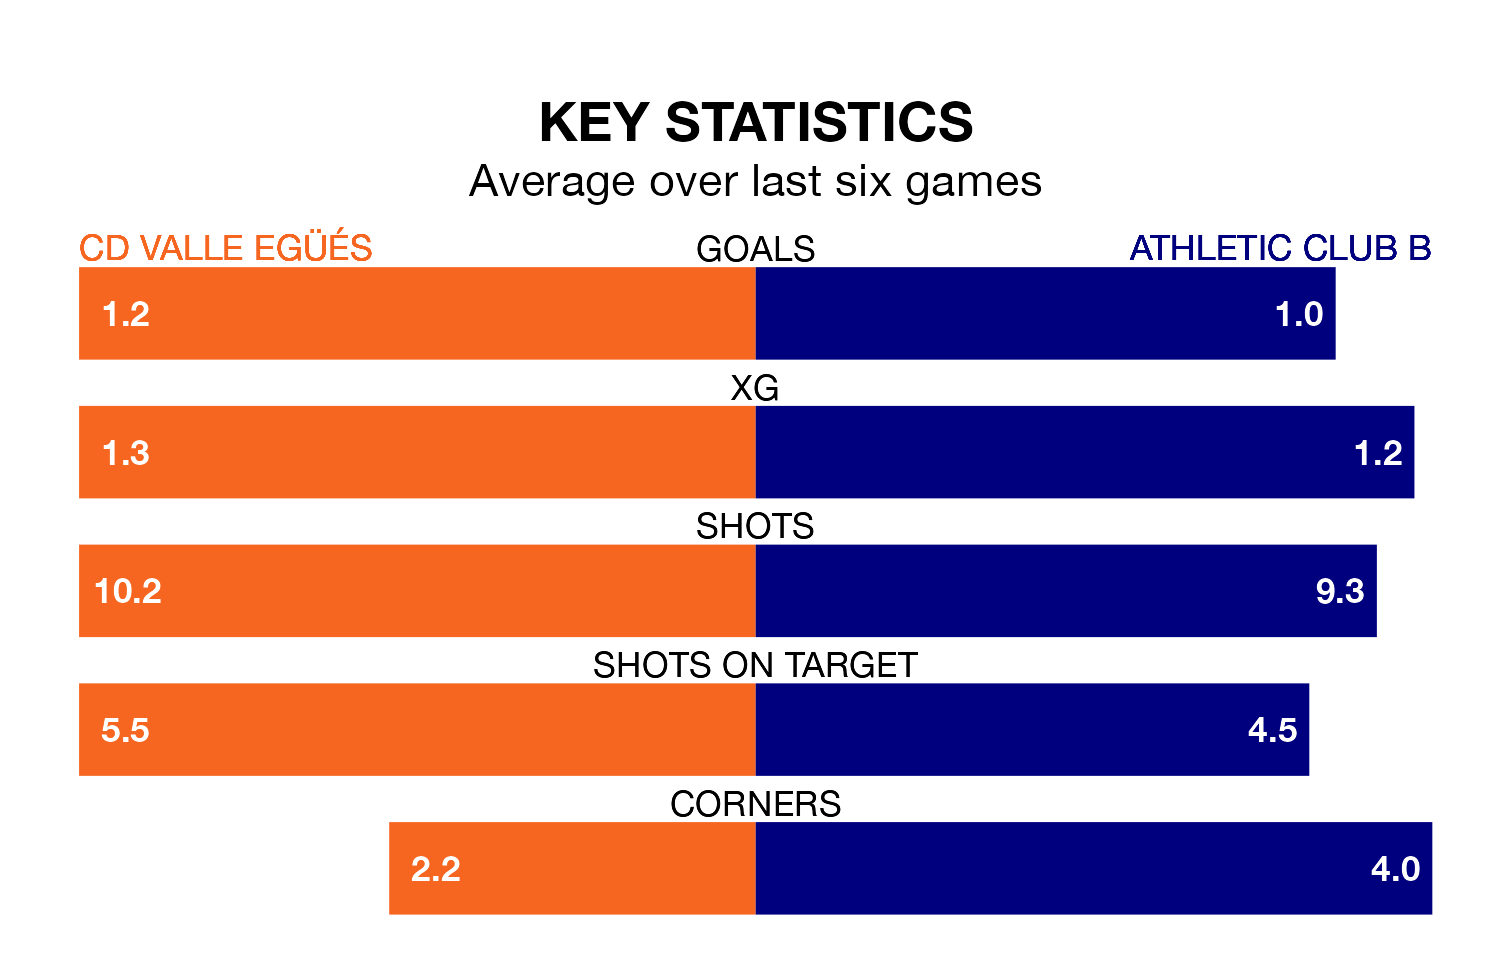 KEY STATISTICS
Average over last six games
CD VALLE EGÜÉS GOALS ATHLETIC CLUB B
1.2 1.0
XG
1.3 1.2
SHOTS
10.2 9.3
SHOTS ON TARGET
5.5 4.5
CORNERS
2.2 4.0